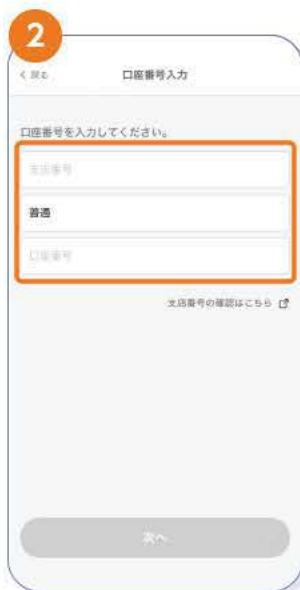 2
< 戻る 口座番号入力
口座番号を入力してください。
支店番号
普通
口座番号
支店番号の確認はこちら
次へ